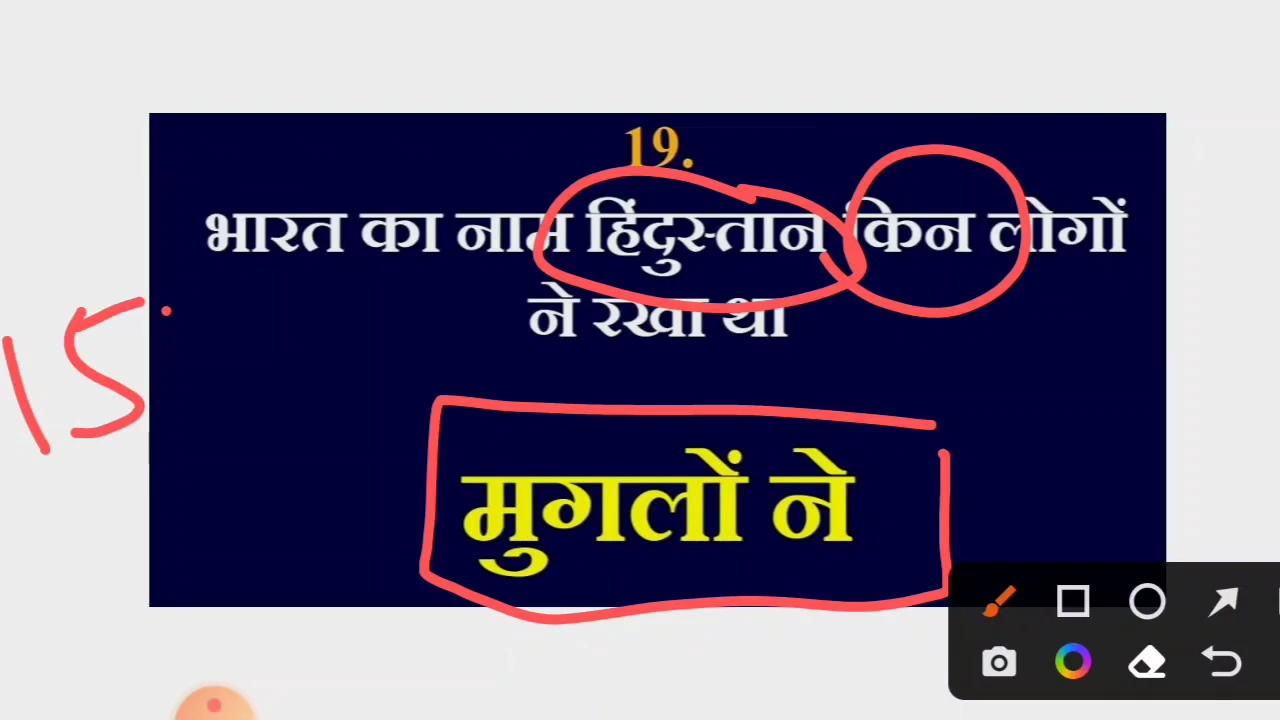 19.
भारत का नाम हिंदुस्तान किन लोगों
ने रखा था
15
मुगलों ने